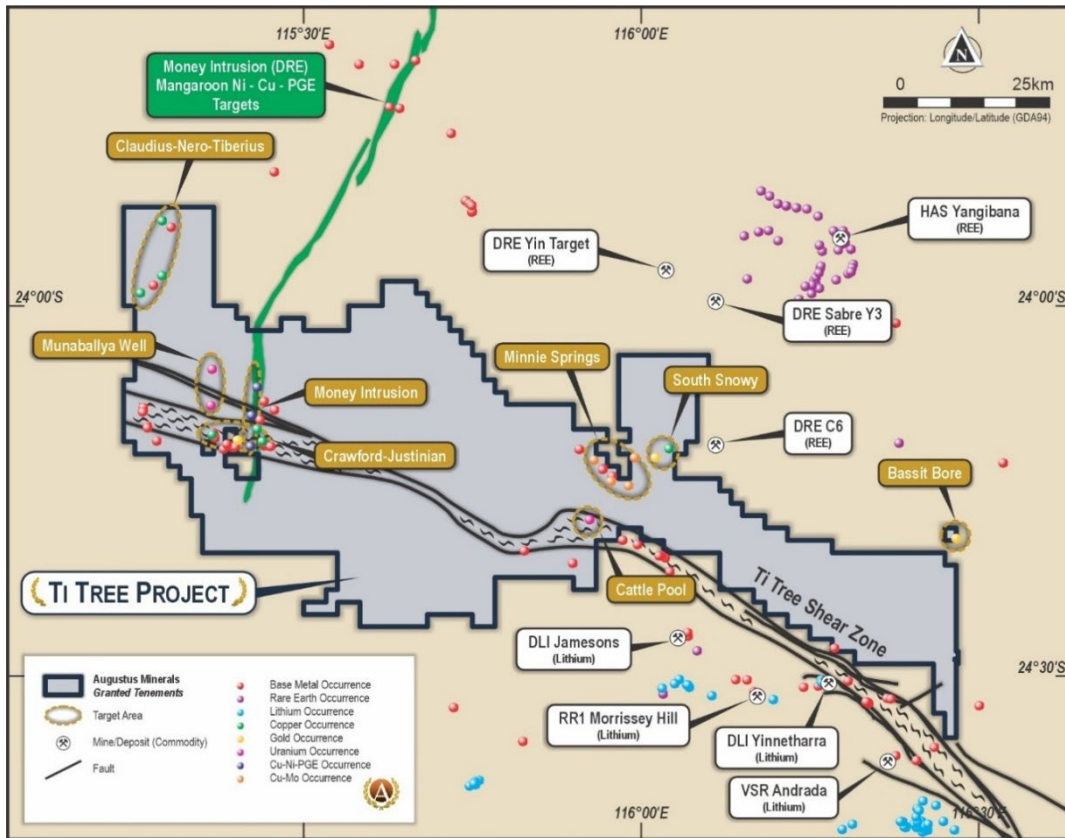 115°30'E
116°00'E
N
0 25km
Projection: Longitude/Latitude (GDA94)
Money Intrusion (DRE)
Mangaroon Ni - Cu - PGE
Targets
Claudius-Nero-Tiberius
HAS Yangibana
(REE)
DRE Yin Target
(REE)
24°00'S
24°00'S
DRE Sabre Y3
(REE)
Munaballya Well
Minnie Springs
South Snowy
Money Intrusion
DRE C6
(REE)
Crawford-Justinian
Bassit Bore
TI TREE PROJECT
Cattle Pool
Ti Tree Shear Zone
DLI Jamesons
(Lithium)
24°30'S
RR1 Morrissey Hill
(Lithium)
DLI Yinnetharra
(Lithium)
VSR Andrada
(Lithium)
116°00'E
115°30'E
Augustus Minerals
Granted Tenements
Target Area
Mine/Deposit (Commodity)
Fault
Base Metal Occurrence
Rare Earth Occurrence
Lithium Occurrence
Copper Occurrence
Gold Occurrence
Uranium Occurrence
Cu-Ni-PGE Occurrence
Cu-Mo Occurrence
A